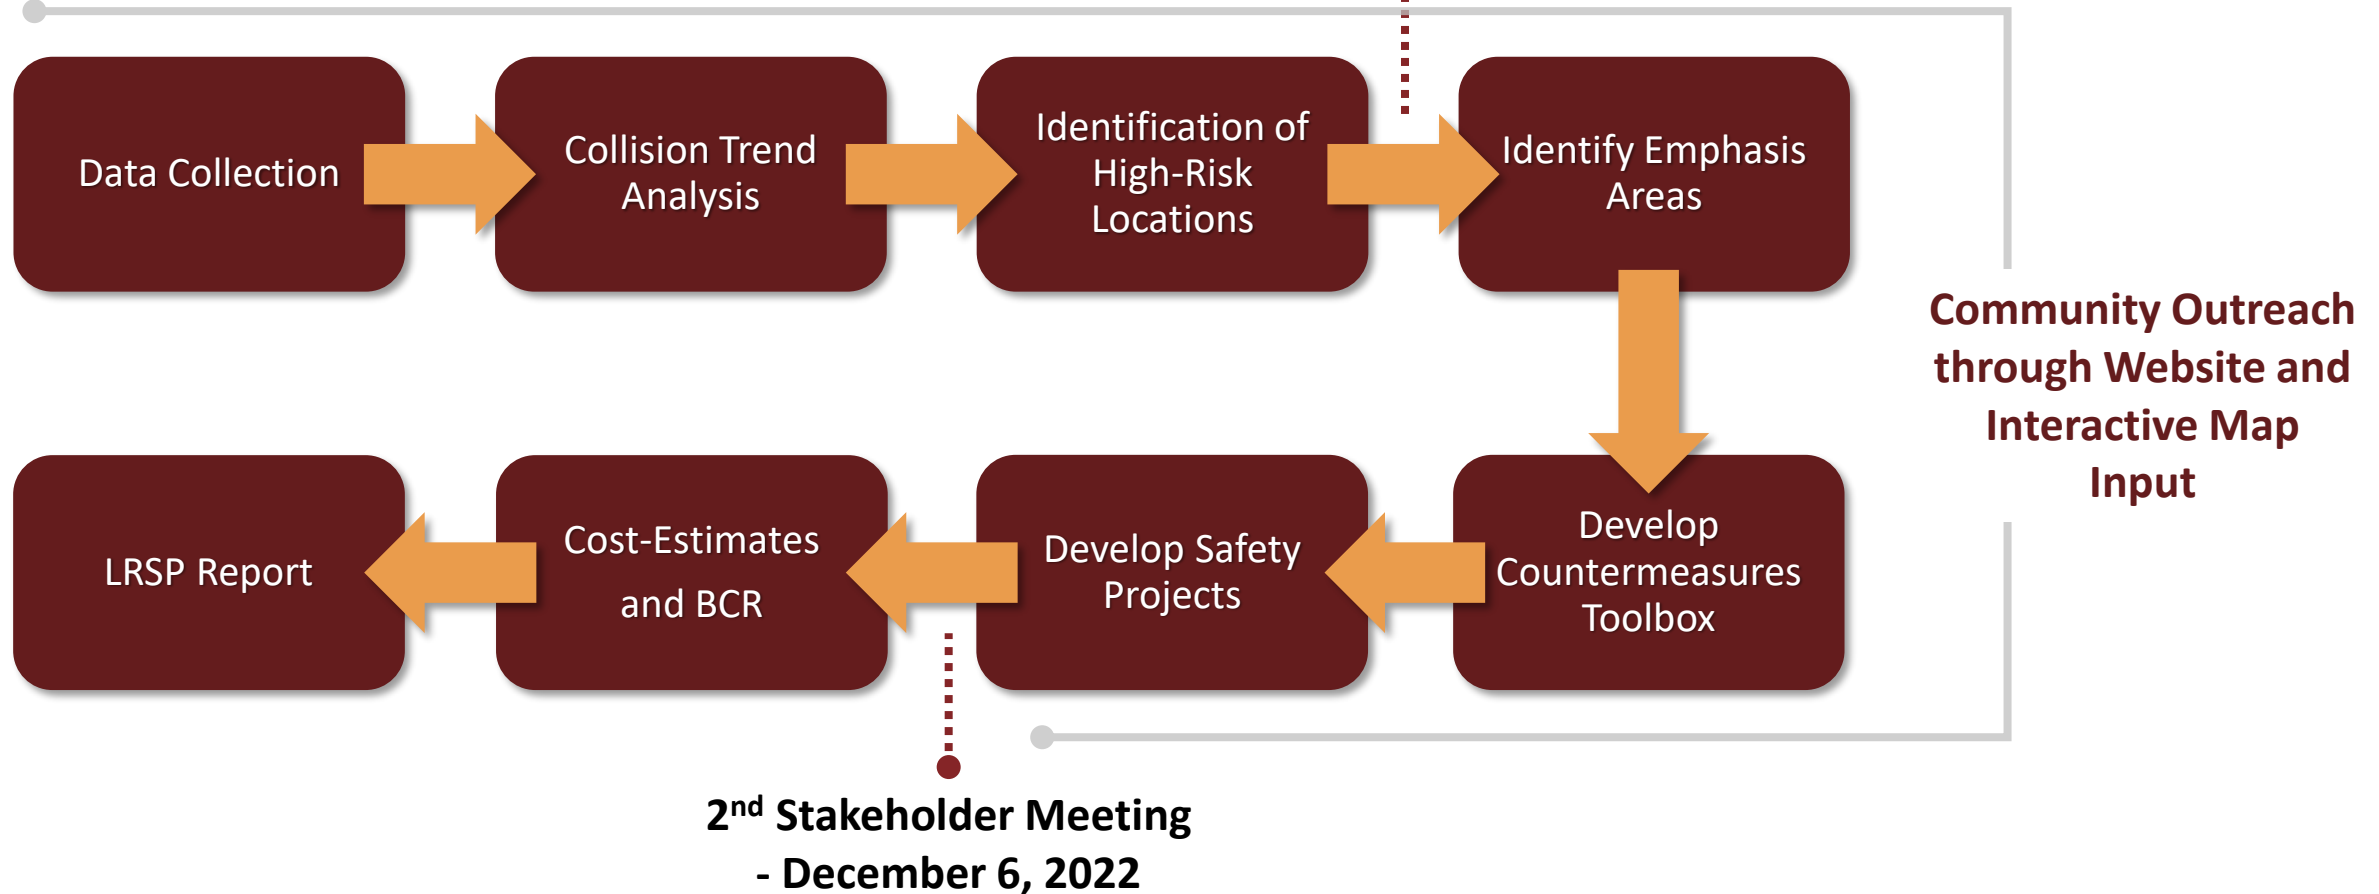 Data Collection
Collision Trend
Analysis
Identification of
High-Risk
Locations
Identify Emphasis
Areas
Community Outreach
through Website and
Interactive Map
Input
Develop
Countermeasures
Toolbox
Develop Safety
Projects
Cost-Estimates
and BCR
LRSP Report
2nd Stakeholder Meeting
- December 6, 2022